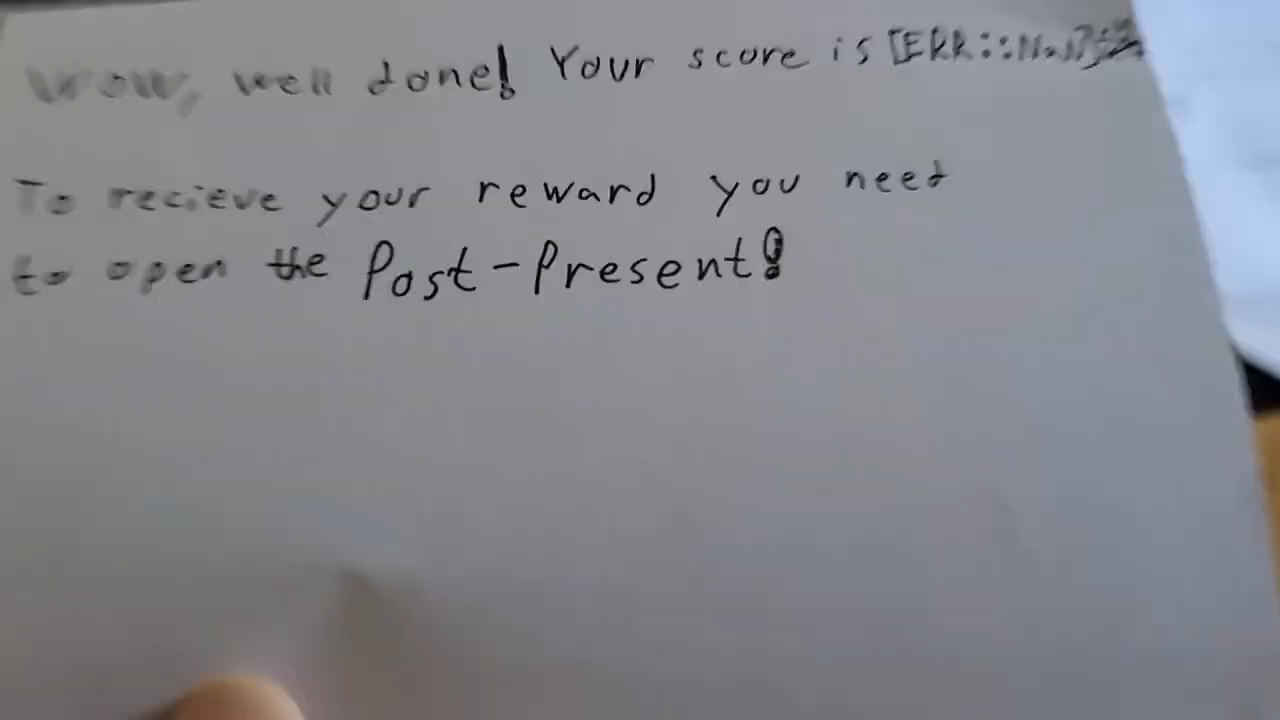 Wow, well done! Your score is [ERR::
To recieve your reward you need
to open the Post-Present!